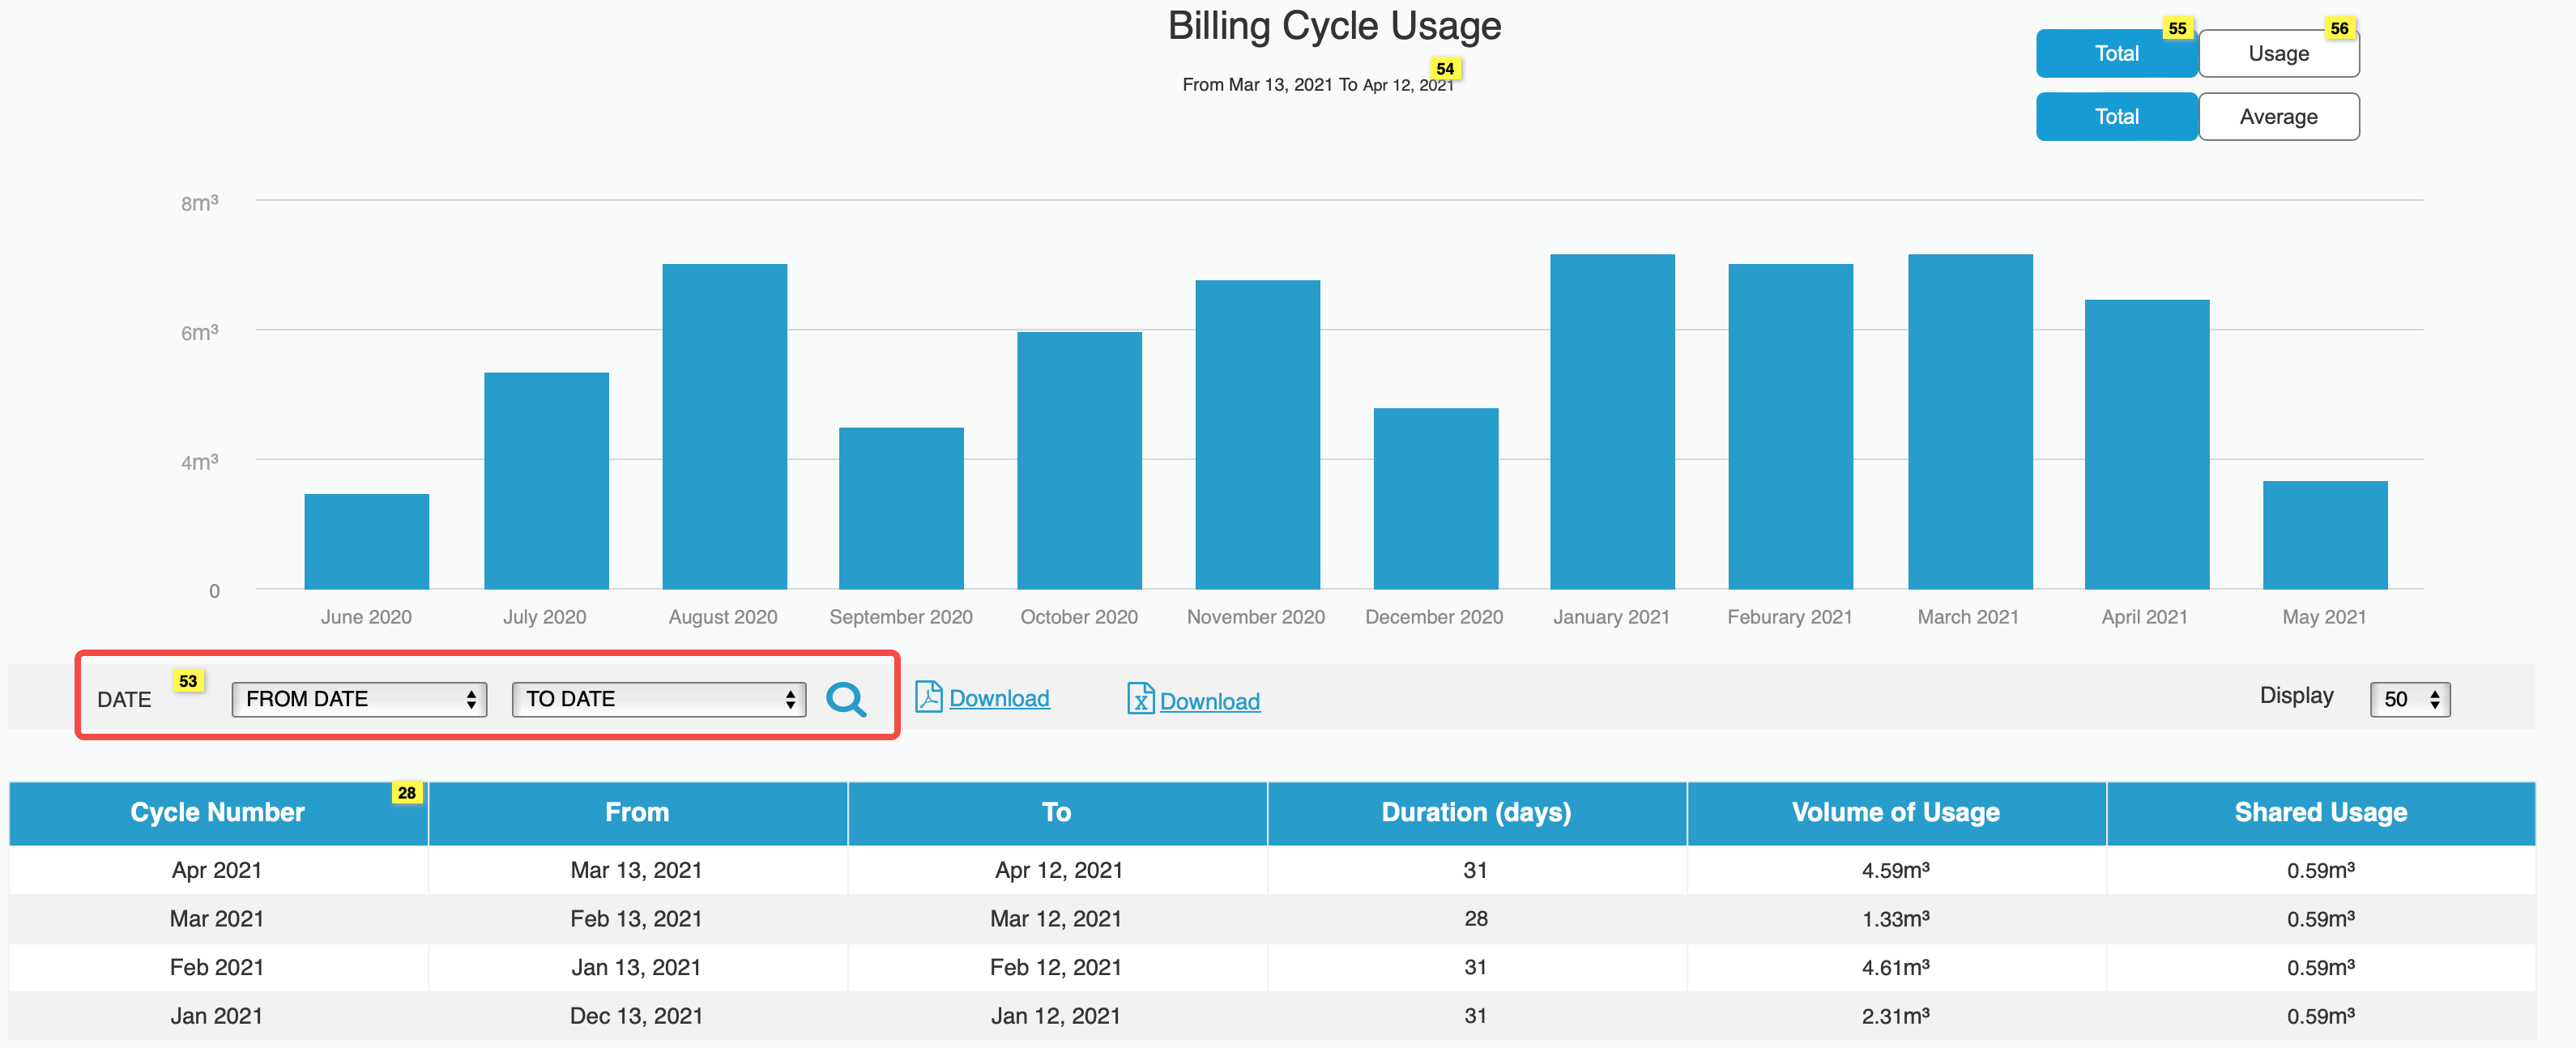 Billing Cycle Usage
55
56
Total Usage
54
From Mar 13, 2021 To Apr 12, 2021
Total Average
8m³
6m³
4m³
0
June 2020 July 2020 August 2020 September 2020 October 2020 November 2020 December 2020 January 2021 Feburary 2021 March 2021 April 2021 May 2021
53
DATE FROM DATE TO DATE Download Download Display 50
28
Cycle Number From To Duration (days) Volume of Usage Shared Usage
Apr 2021 Mar 13, 2021 Apr 12, 2021 31 4.59m³ 0.59m³
Mar 2021 Feb 13, 2021 Mar 12, 2021 28 1.33m³ 0.59m³
Feb 2021 Jan 13, 2021 Feb 12, 2021 31 4.61m³ 0.59m³
Jan 2021 Dec 13, 2021 Jan 12, 2021 31 2.31m³ 0.59m³